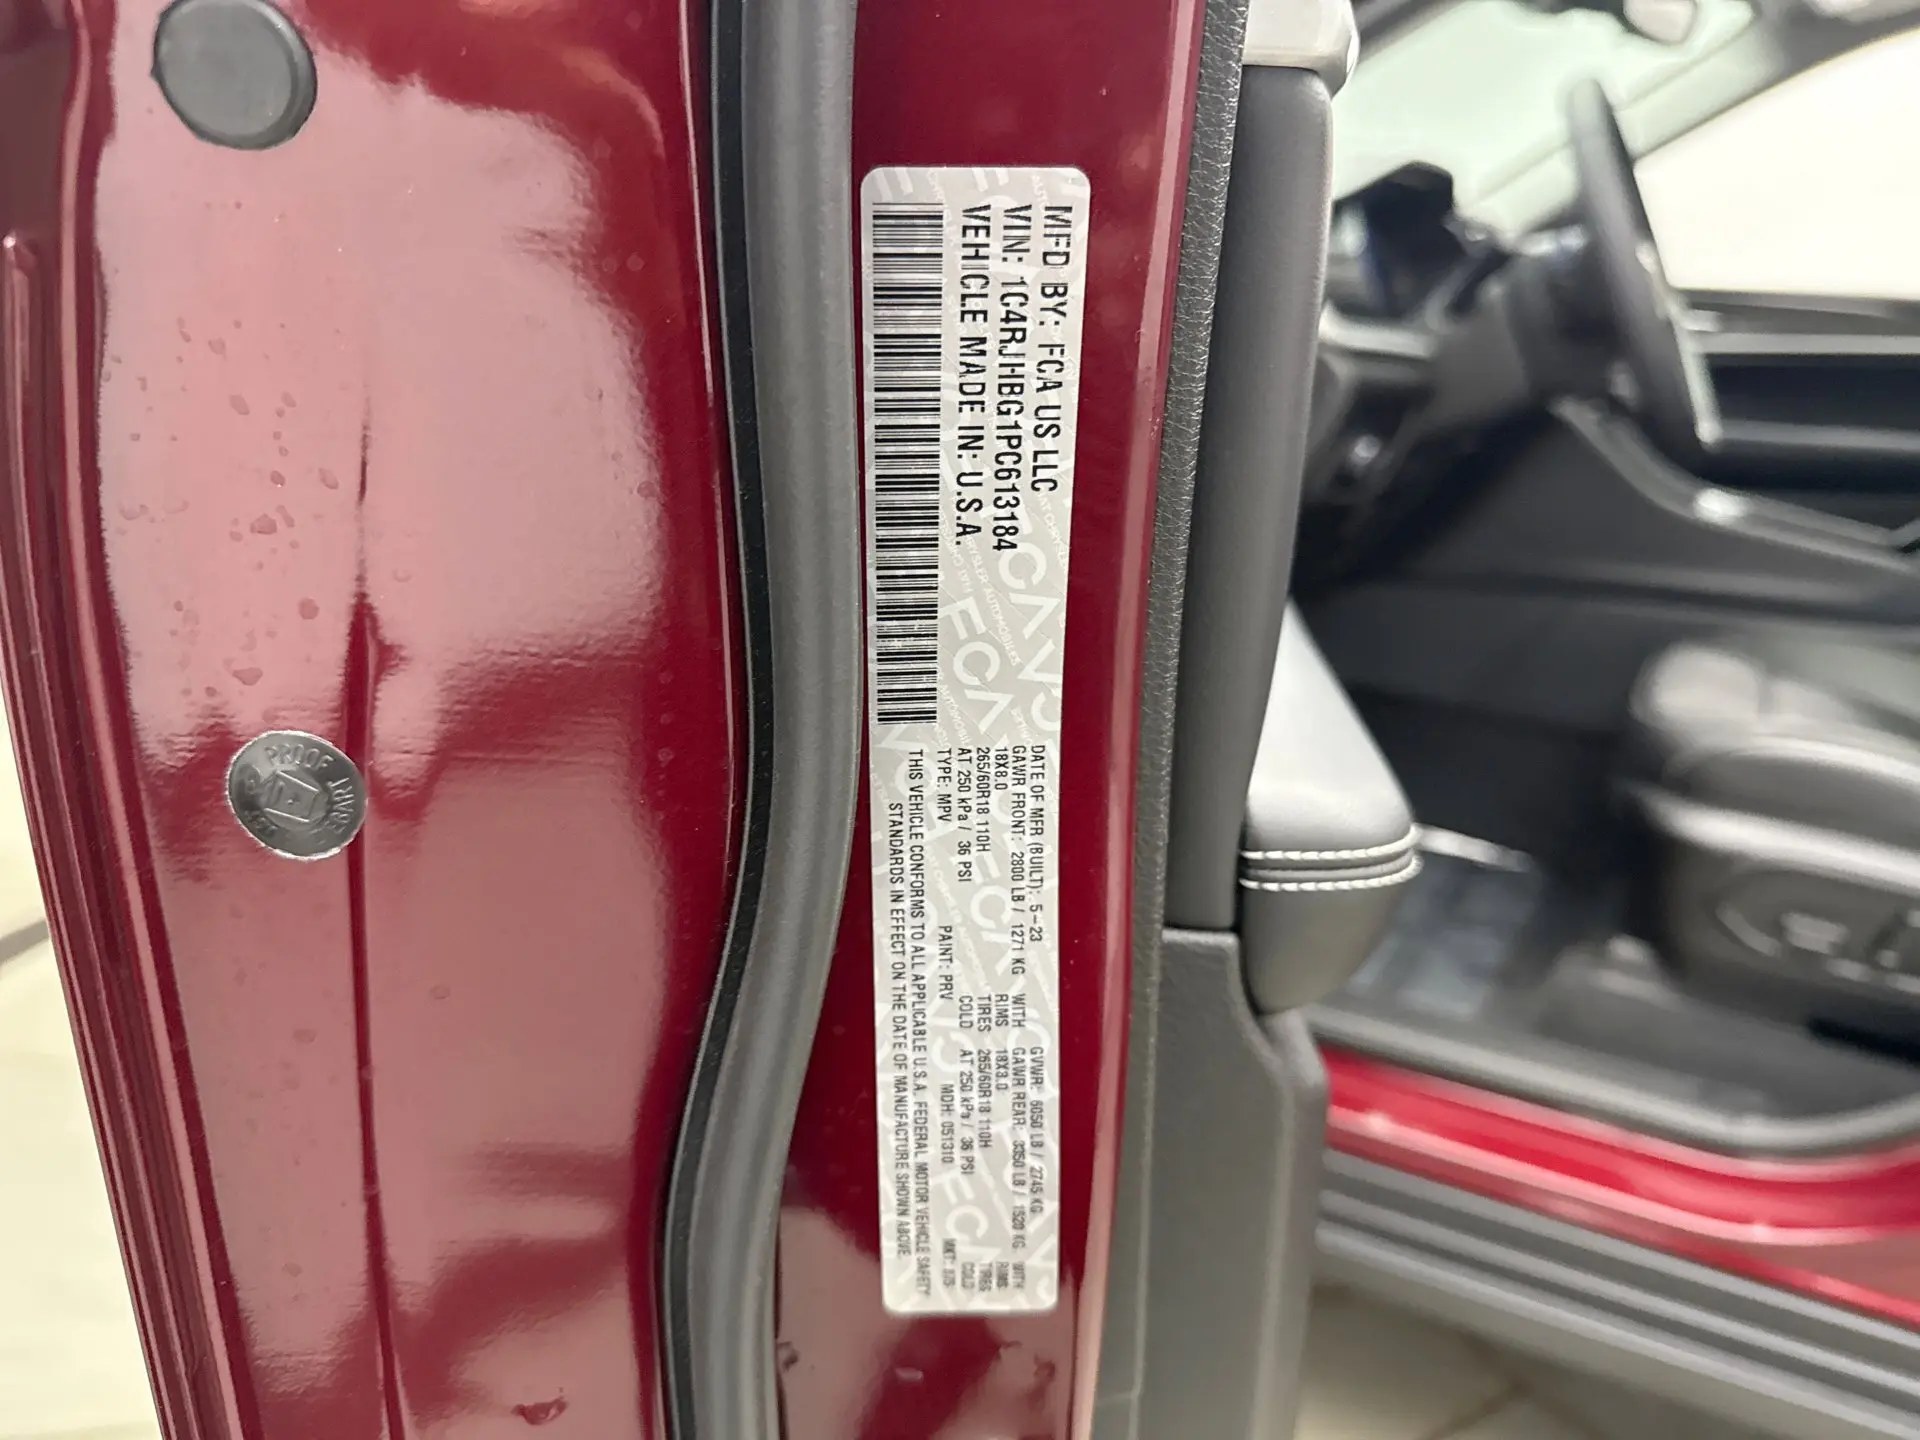 MFD BY: FCA US LLC
VIN: 1C4RJHBG1PC613184
VEHICLE MADE IN: U.S.A.
DATE OF MFR (BUILT): 5-23 GVWR: 6050 LB / 2745 KG
GAWR FRONT: 2800 LB / 1271 KG WITH GAWR REAR: 3350 LB / 1520 KG WITH
18X8.0 RIMS 18X8.0 RIMS
265/60R18 110H TIRES 265/60R18 110H TIRES
AT 250 kPa / 36 PSI COLD AT 250 kPa / 36 PSI COLD
TYPE: MPV PAINT: PRV MDH: 051310 MKT:
THIS VEHICLE CONFORMS TO ALL APPLICABLE U.S.A. FEDERAL MOTOR VEHICLE SAFETY
STANDARDS IN EFFECT ON THE DATE OF MANUFACTURE SHOWN ABOVE.
FCA
PROOF
PART